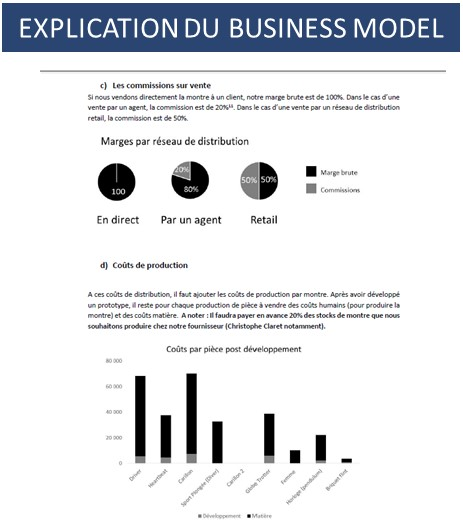 EXPLICATION DU BUSINESS MODEL
c) Les commissions sur vente
Si nous vendons directement la montre à un client, notre marge brute est de 100%. Dans le cas d'une
vente par un agent, la commission est de 20%¹³. Dans le cas d'une vente par un réseau de distribution
retail, la commission est de 50%.
Marges par réseau de distribution
100
20%
80%
50% 50%
Marge brute
Commissions
En direct Par un agent Retail
d) Coûts de production
A ces coûts de distribution, il faut ajouter les coûts de production par montre. Après avoir développé
un prototype, il reste pour chaque production de pièce à vendre des coûts humains (pour produire la
montre) et des coûts matière. A noter : Il faudra payer en avance 20% des stocks de montre que nous
souhaitons produire chez notre fournisseur (Christophe Claret notamment).
Coûts par pièce post développement
80 000
60 000
40 000
20 000
0
Driver
Heartbeat
Carillon
Sport Plongée (Diver)
Carillon 2
Globe Trotter
Femme
Horloge (pendulum)
Briquet Flint
Développement Matière